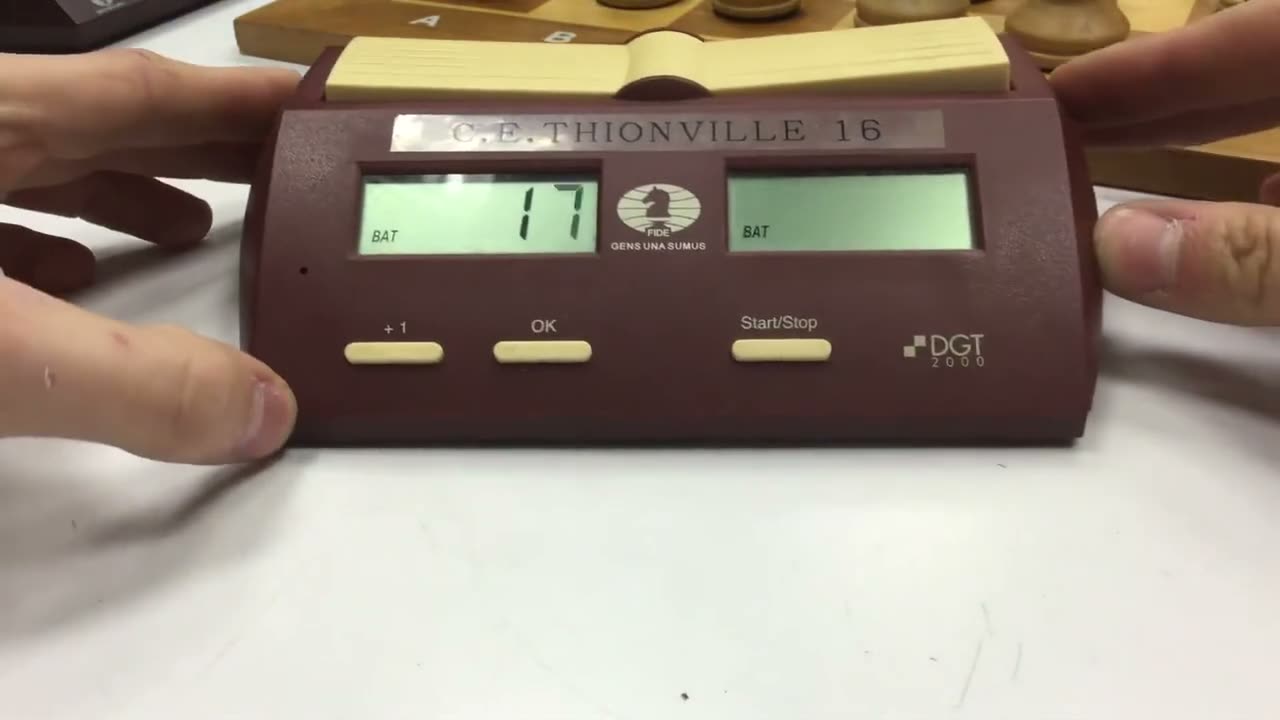 A
B
C.E.THIONVILLE 16
BAT
17
FIDE
GENS UNA SUMUS
BAT
+ 1
OK
Start/Stop
DGT
2000